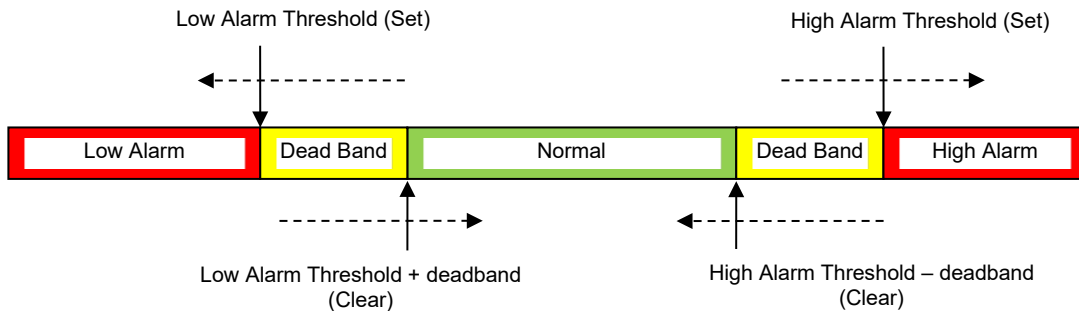 Low Alarm Threshold (Set)
High Alarm Threshold (Set)
Low Alarm
Dead Band
Normal
Dead Band
High Alarm
Low Alarm Threshold + deadband
(Clear)
High Alarm Threshold – deadband
(Clear)